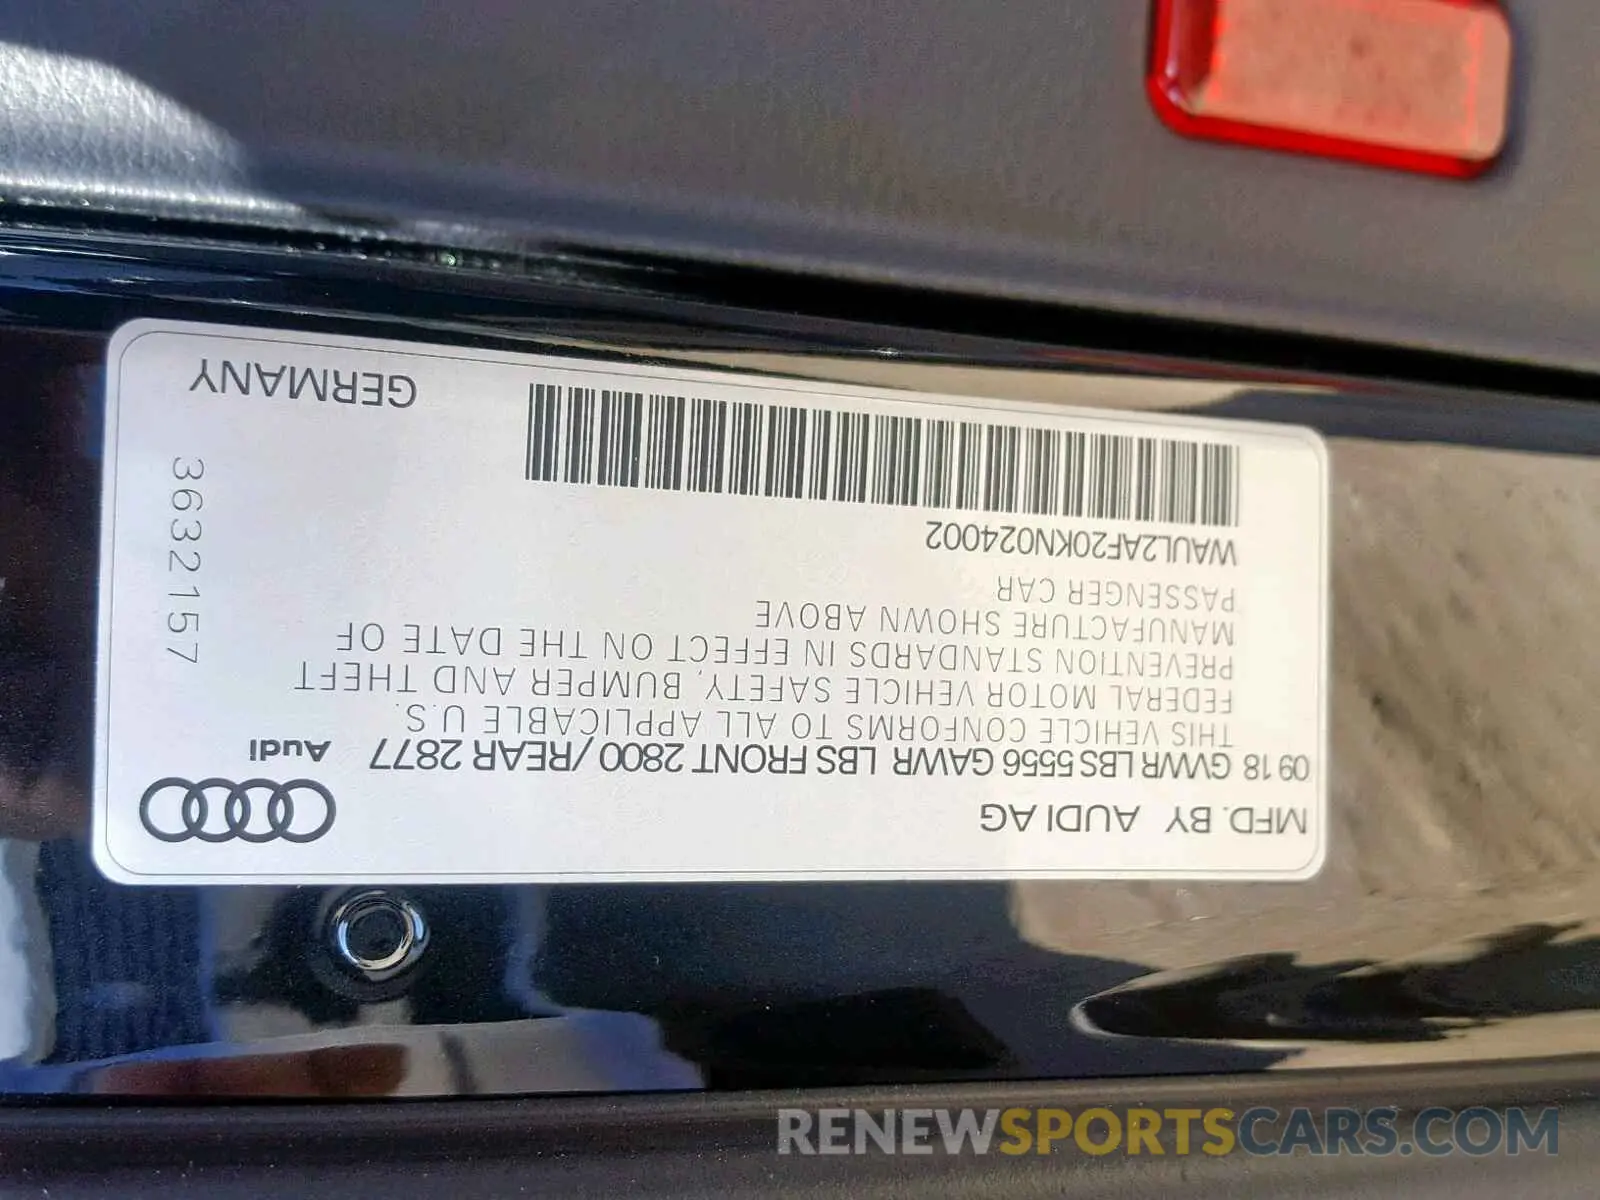 MFD. BY AUDI AG
09 18 GVWR LBS 5556 GAWR LBS FRONT 2800 / REAR 2877
Audi
THIS VEHICLE CONFORMS TO ALL APPLICABLE U.S.
FEDERAL MOTOR VEHICLE SAFETY, BUMPER AND THEFT
PREVENTION STANDARDS IN EFFECT ON THE DATE OF
MANUFACTURE SHOWN ABOVE
PASSENGER CAR
WAUL2AF20KN024002
3632157
GERMANY
RENEWSPORTSCARS.COM